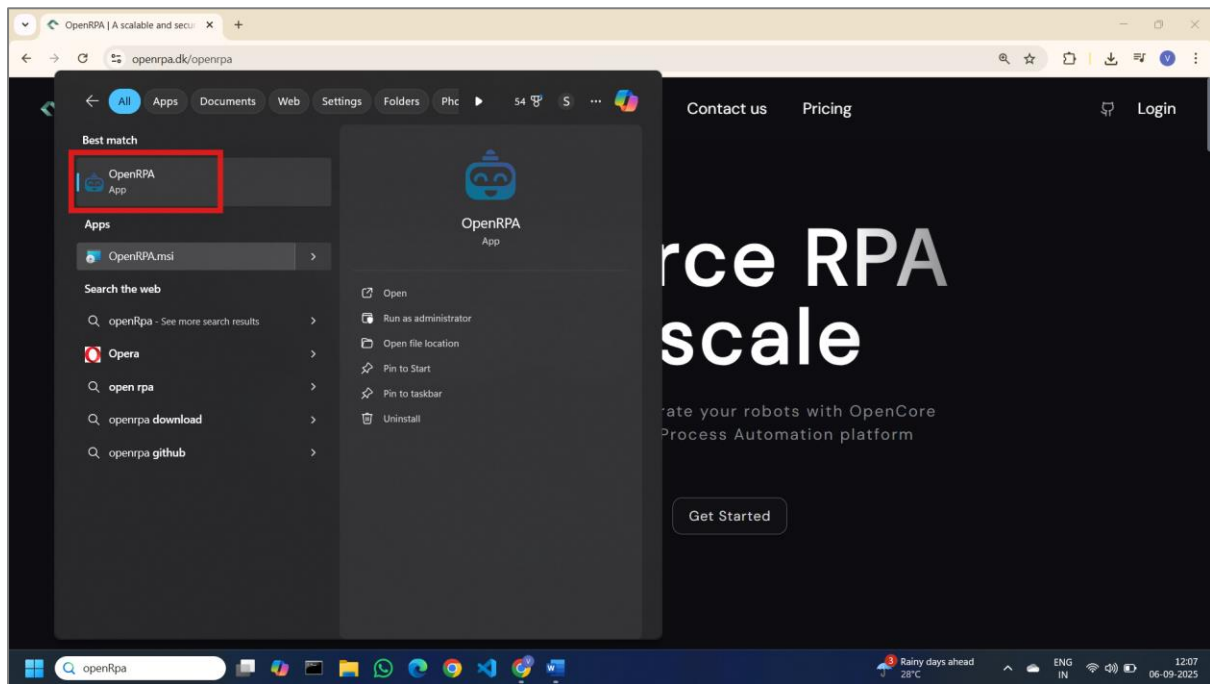 OpenRPA | A scalable and secur
openrpa.dk/openrpa
V
All Apps Documents Web Settings Folders Phc 54 S
Contact us Pricing Login
Best match
OpenRPA
App
OpenRPA
App
Apps
OpenRPA.msi
Search the web
openRpa - See more search results
Opera
open rpa
openrpa download
openrpa github
Open
Run as administrator
Open file location
Pin to Start
Pin to taskbar
Uninstall
rce RPA
scale
rate your robots with OpenCore
Process Automation platform
Get Started
openRpa
3
Rainy days ahead
28°C
ENG
IN
12:07
06-09-2025